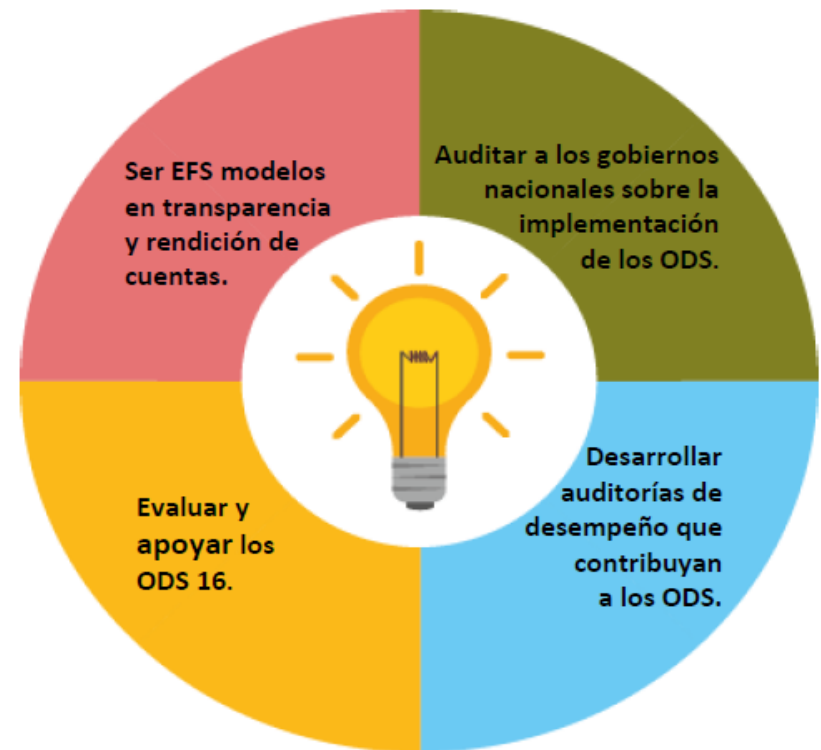 Ser EFS modelos
en transparencia
y rendición de
cuentas.
Auditar a los gobiernos
nacionales sobre la
implementación
de los ODS.
Evaluar y
apoyar los
ODS 16.
Desarrollar
auditorías de
desempeño que
contribuyan
a los ODS.